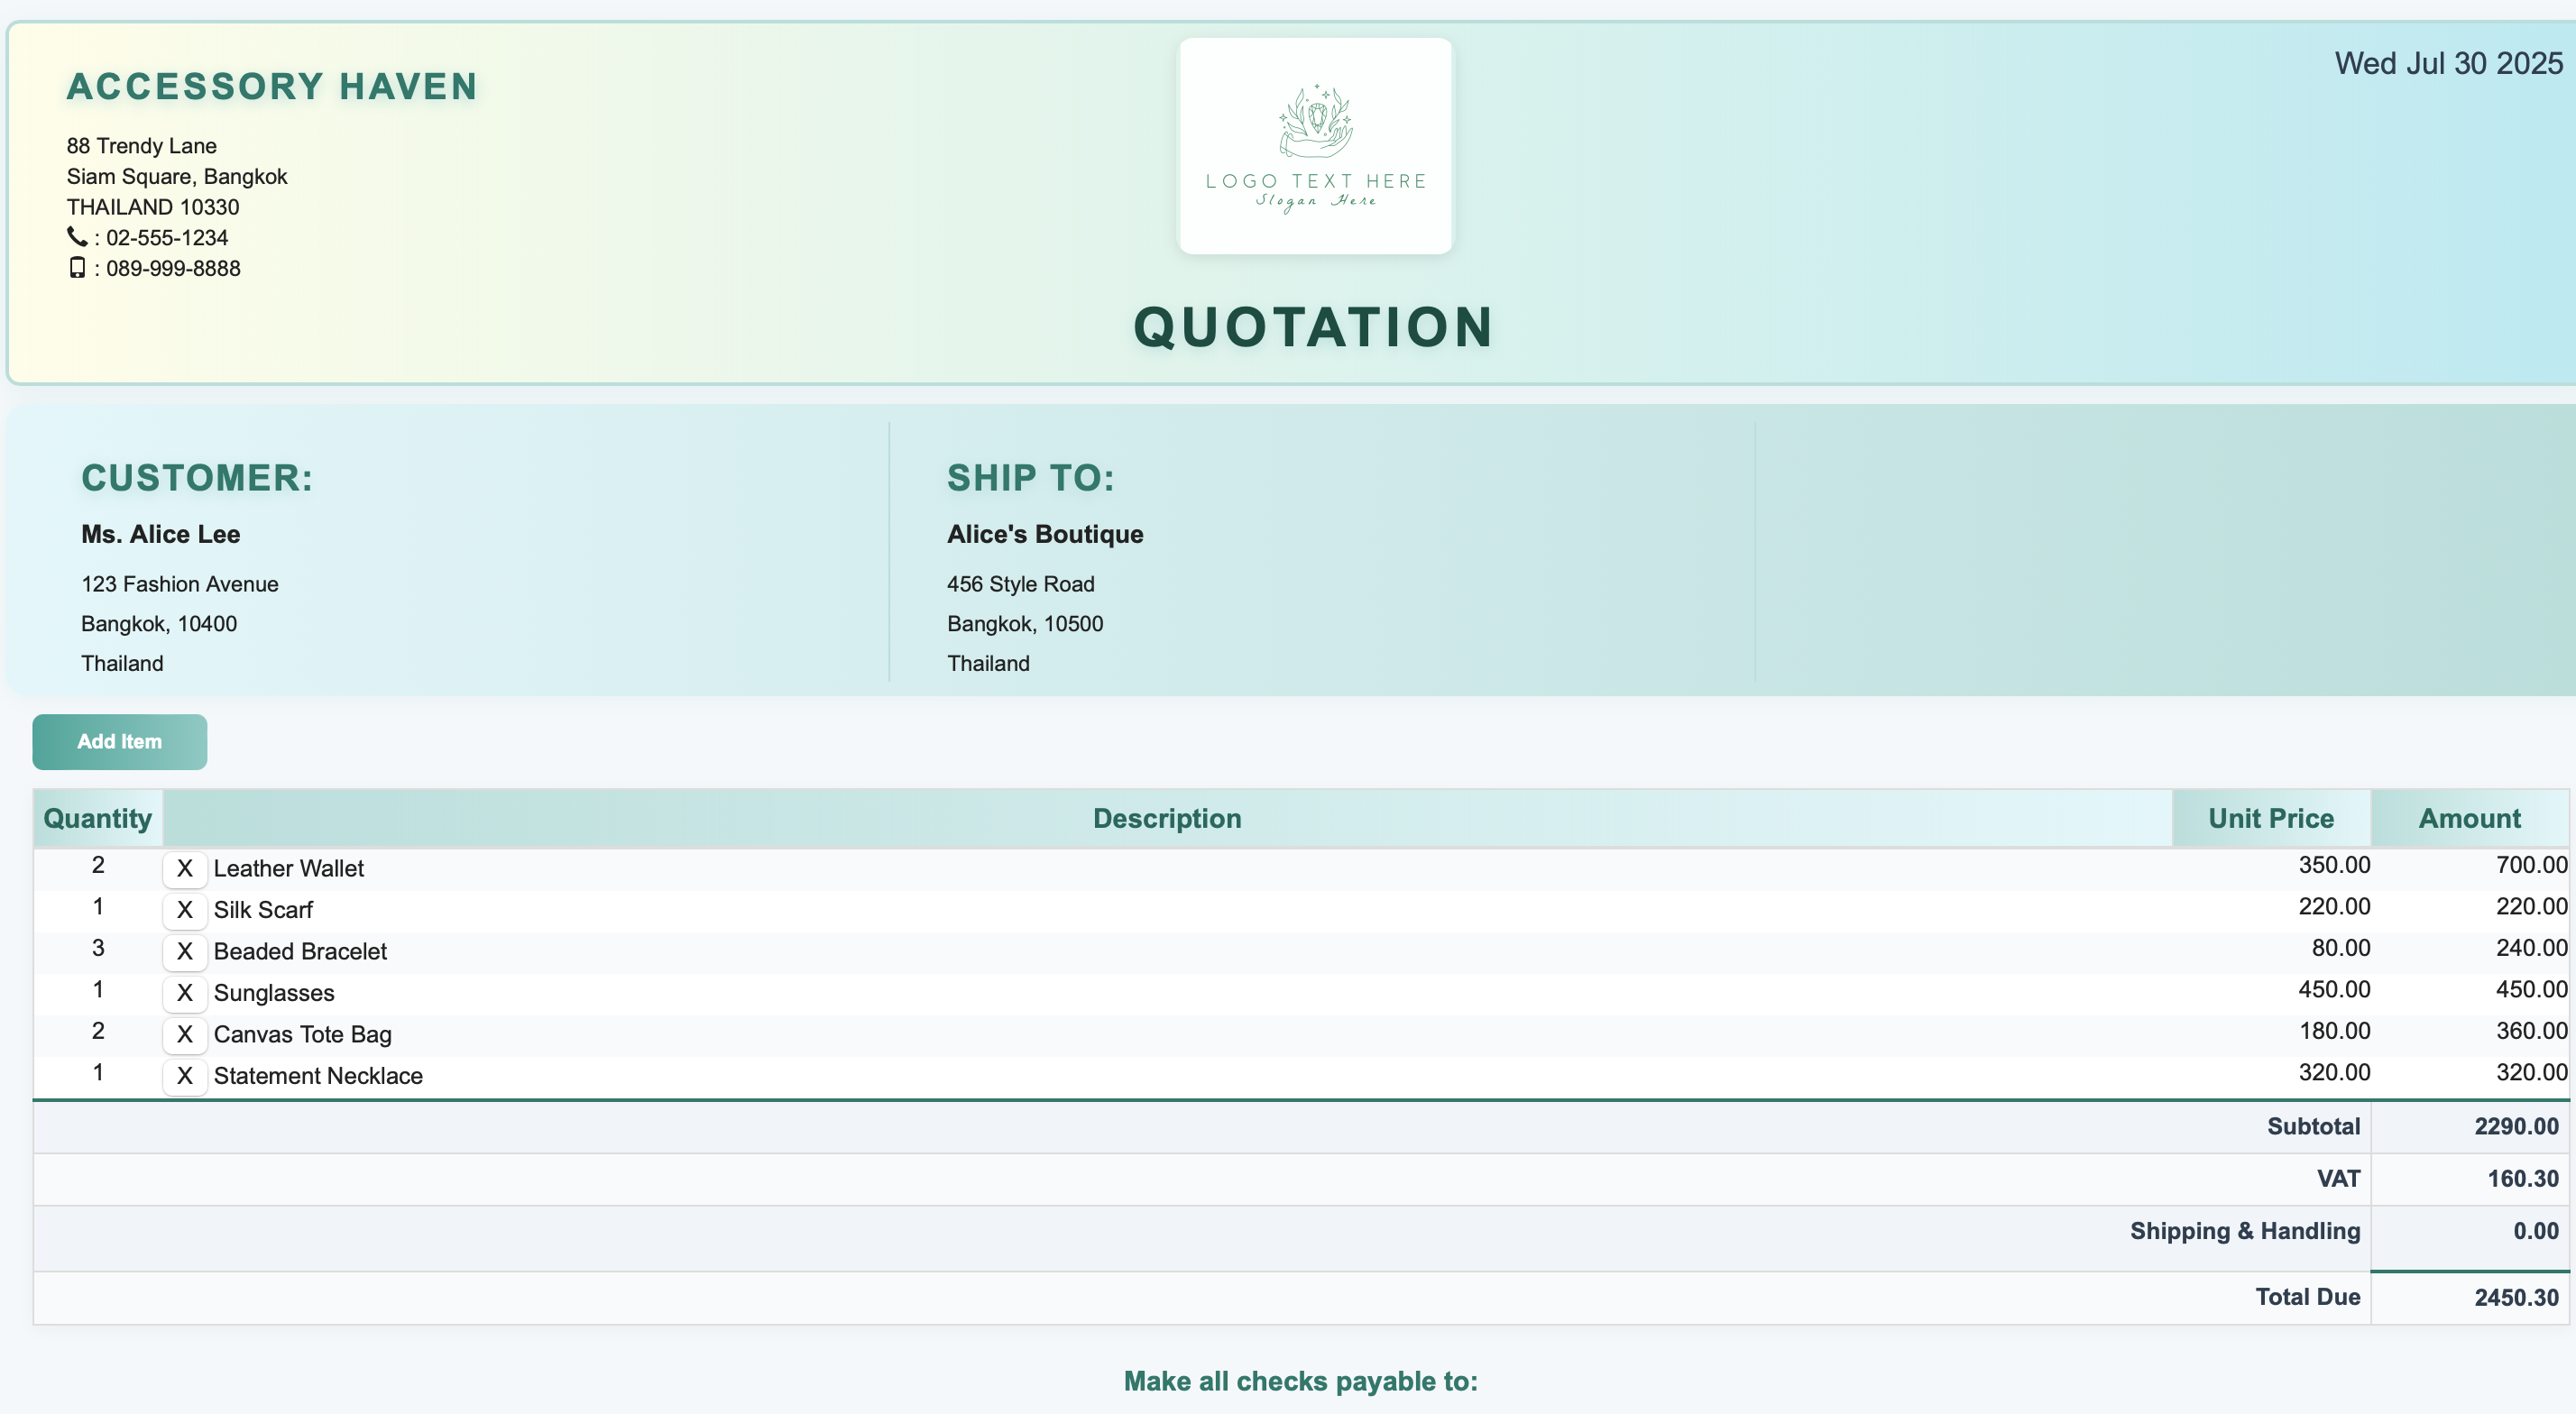 ACCESSORY HAVEN
88 Trendy Lane
Siam Square, Bangkok
THAILAND 10330
: 02-555-1234
: 089-999-8888
LOGO TEXT HERE
Slogan Here
Wed Jul 30 2025
QUOTATION
CUSTOMER:
Ms. Alice Lee
123 Fashion Avenue
Bangkok, 10400
Thailand
SHIP TO:
Alice's Boutique
456 Style Road
Bangkok, 10500
Thailand
Add Item
Quantity Description Unit Price Amount
2 X Leather Wallet 350.00 700.00
1 X Silk Scarf 220.00 220.00
3 X Beaded Bracelet 80.00 240.00
1 X Sunglasses 450.00 450.00
2 X Canvas Tote Bag 180.00 360.00
1 X Statement Necklace 320.00 320.00
Subtotal 2290.00
VAT 160.30
Shipping & Handling 0.00
Total Due 2450.30
Make all checks payable to: